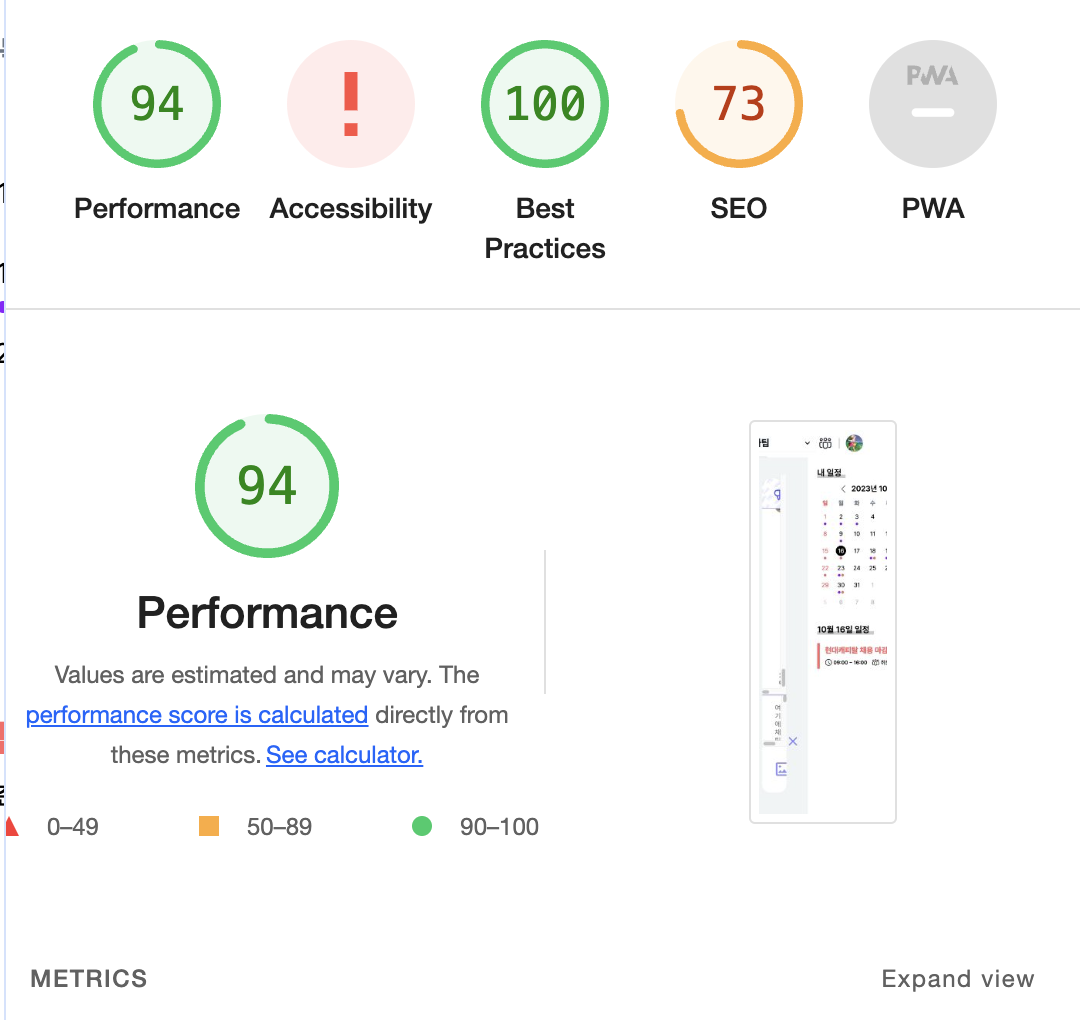 94
!
100
73
PWA
Performance
Accessibility
Best
Practices
SEO
PWA
94
Performance
Values are estimated and may vary. The
performance score is calculated directly from
these metrics. See calculator.
0–49
50–89
90–100
내 일정
2023년 10
일 월 화 수
1 2 3 4
8 9 10 11
15 16 17 18
22 23 24 25
29 30 31 1
5 6 7 8
10월 16일 일정
현대캐피탈 채용 마감
09:00 – 16:00
METRICS
Expand view